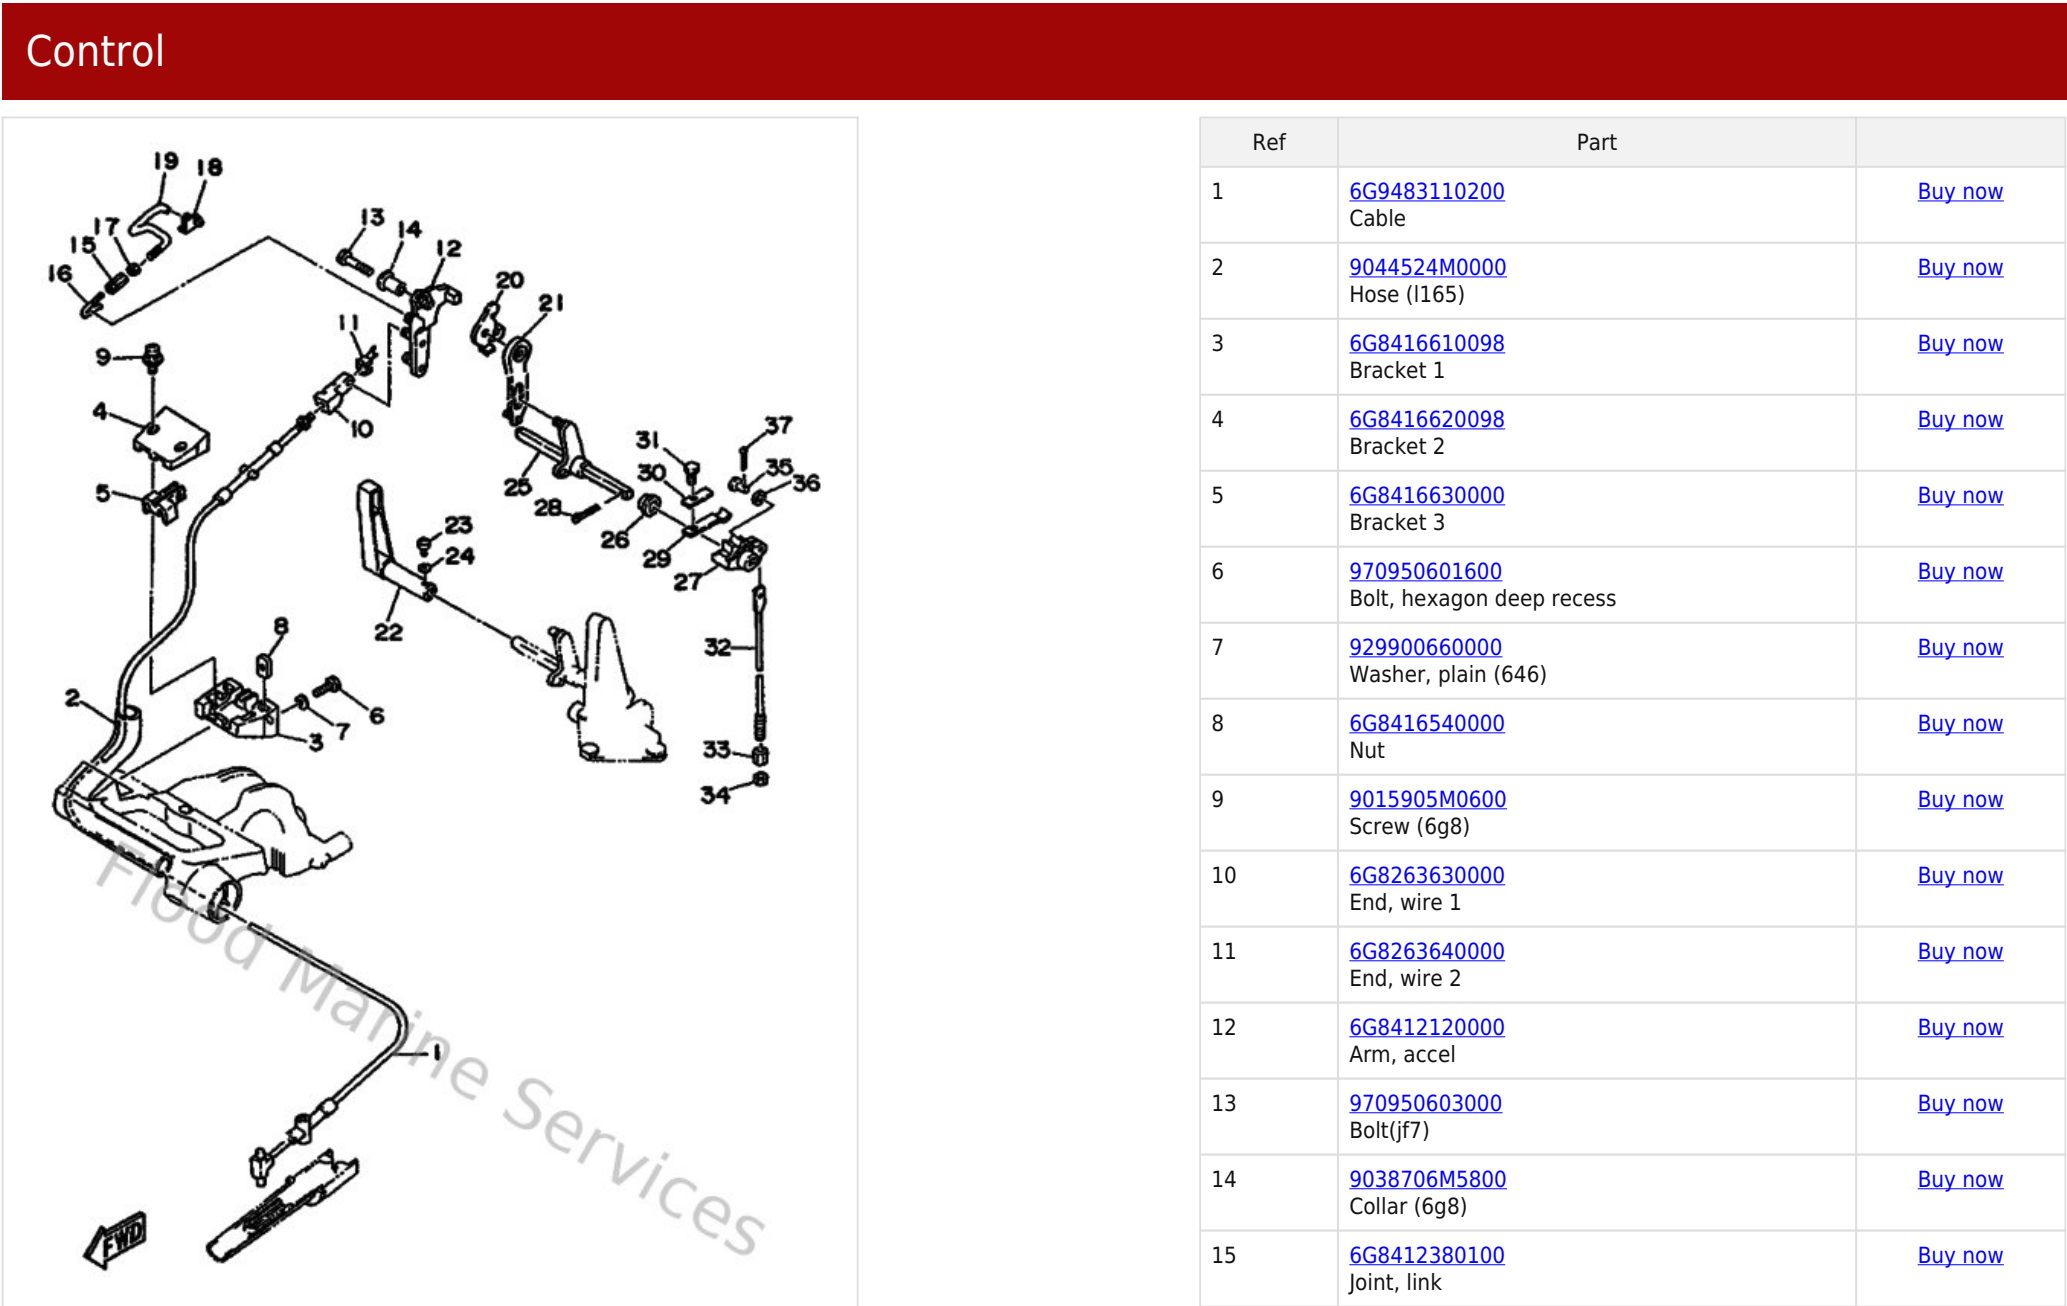 Control
19
18
13
14
12
17
15
16
20
21
11
9
4
10
5
31
37
30
35
36
25
28
26
29
27
23
24
22
8
32
2
6
7
3
33
34
1
FWD
Flood Marine Services
Ref Part
1 6G9483110200 Buy now
Cable
2 9044524M0000 Buy now
Hose (l165)
3 6G8416610098 Buy now
Bracket 1
4 6G8416620098 Buy now
Bracket 2
5 6G8416630000 Buy now
Bracket 3
6 970950601600 Buy now
Bolt, hexagon deep recess
7 929900660000 Buy now
Washer, plain (646)
8 6G8416540000 Buy now
Nut
9 9015905M0600 Buy now
Screw (6g8)
10 6G8263630000 Buy now
End, wire 1
11 6G8263640000 Buy now
End, wire 2
12 6G8412120000 Buy now
Arm, accel
13 970950603000 Buy now
Bolt(jf7)
14 9038706M5800 Buy now
Collar (6g8)
15 6G8412380100 Buy now
Joint, link